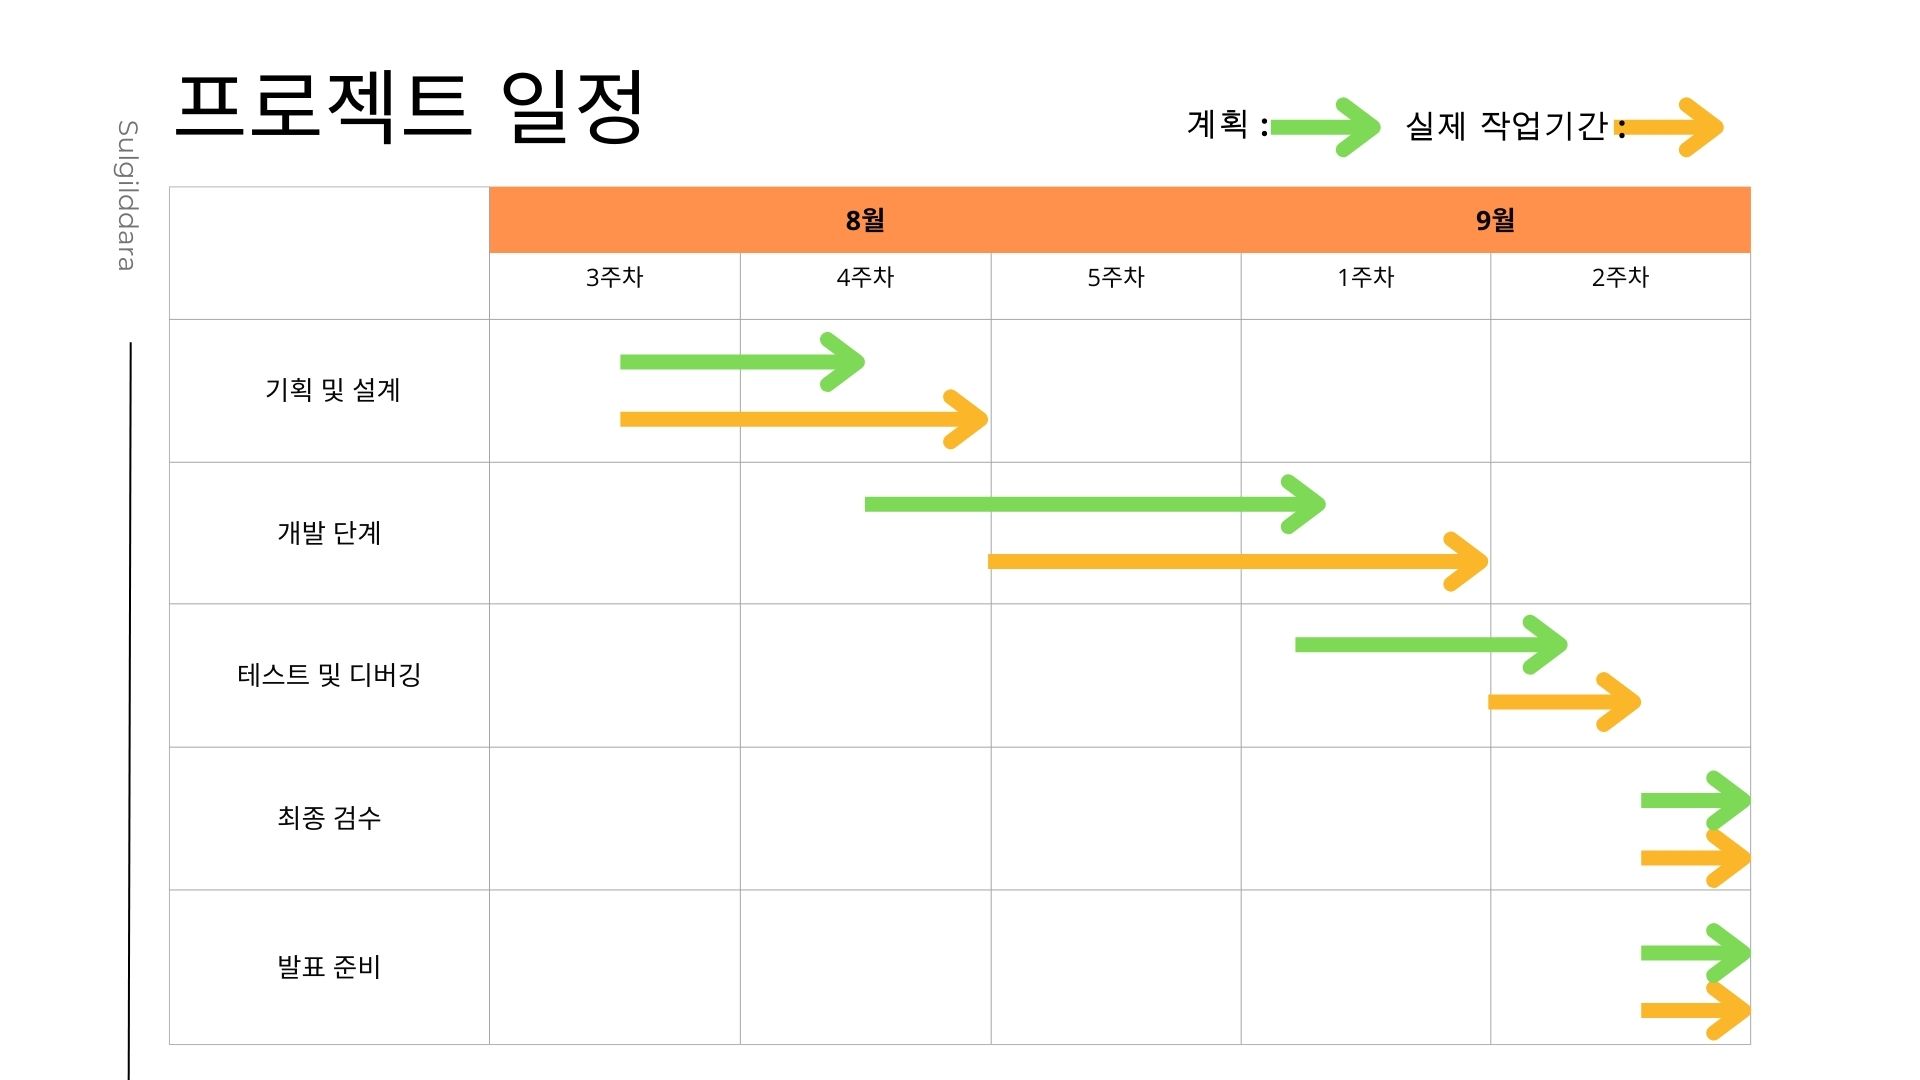 프로젝트 일정
계획 :
실제 작업기간 :
Sulgiddara
8월
9월
3주차
4주차
5주차
1주차
2주차
기획 및 설계
개발 단계
테스트 및 디버깅
최종 검수
발표 준비